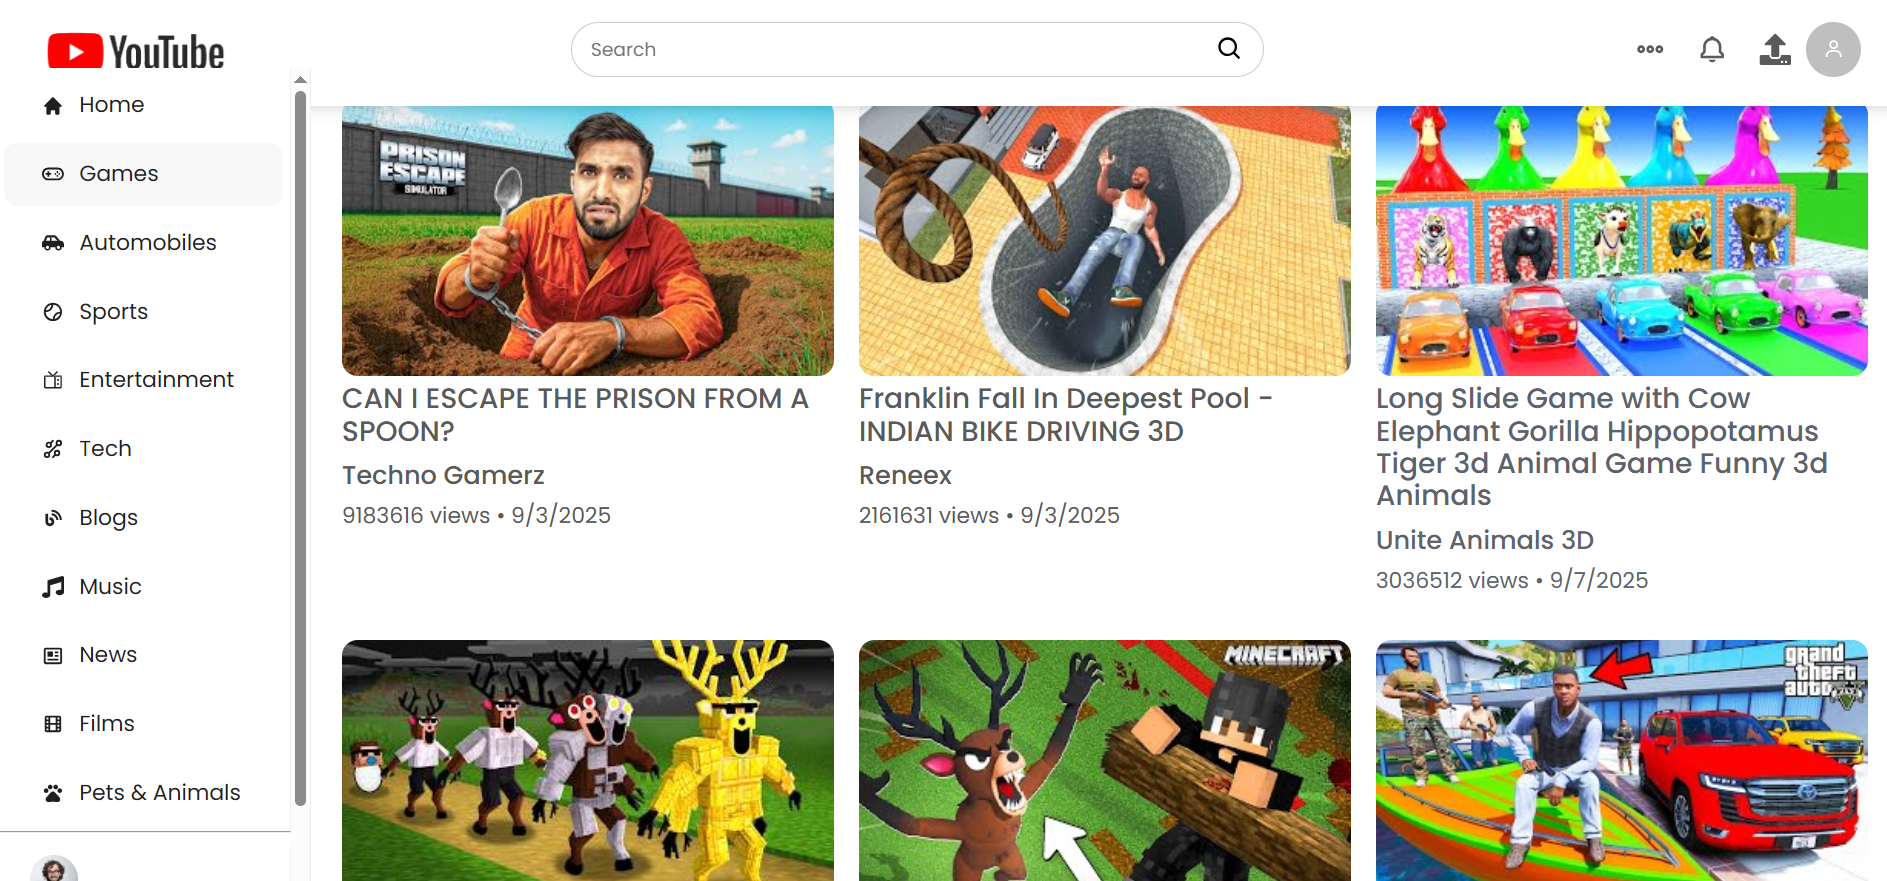 YouTube
Search
Home
Games
Automobiles
Sports
Entertainment
Tech
Blogs
Music
News
Films
Pets & Animals
PRISON
ESCAPE
SIMULATOR
CAN I ESCAPE THE PRISON FROM A
SPOON?
Techno Gamerz
9183616 views • 9/3/2025
Franklin Fall In Deepest Pool -
INDIAN BIKE DRIVING 3D
Reneex
2161631 views • 9/3/2025
Long Slide Game with Cow
Elephant Gorilla Hippopotamus
Tiger 3d Animal Game Funny 3d
Animals
Unite Animals 3D
3036512 views • 9/7/2025
MINECRAFT
grand
theft
auto